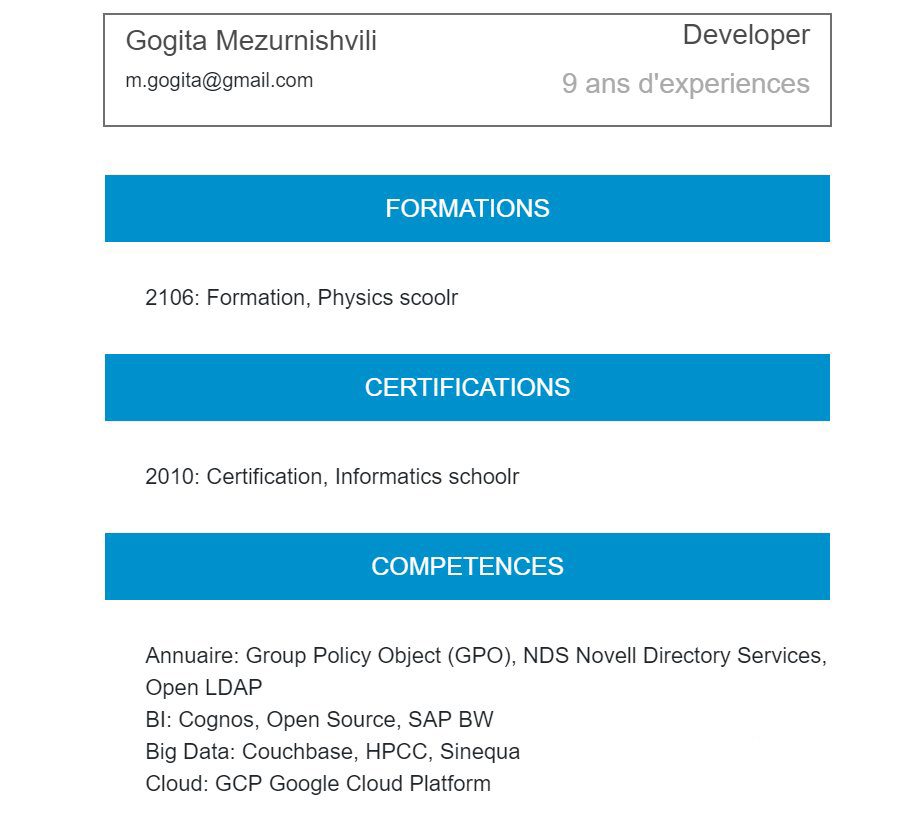 Gogita Mezurnishvili
Developer
m.gogita@gmail.com
9 ans d'experiences
FORMATIONS
2106: Formation, Physics scoolr
CERTIFICATIONS
2010: Certification, Informatics schoolr
COMPETENCES
Annuaire: Group Policy Object (GPO), NDS Novell Directory Services,
Open LDAP
BI: Cognos, Open Source, SAP BW
Big Data: Couchbase, HPCC, Sinequa
Cloud: GCP Google Cloud Platform